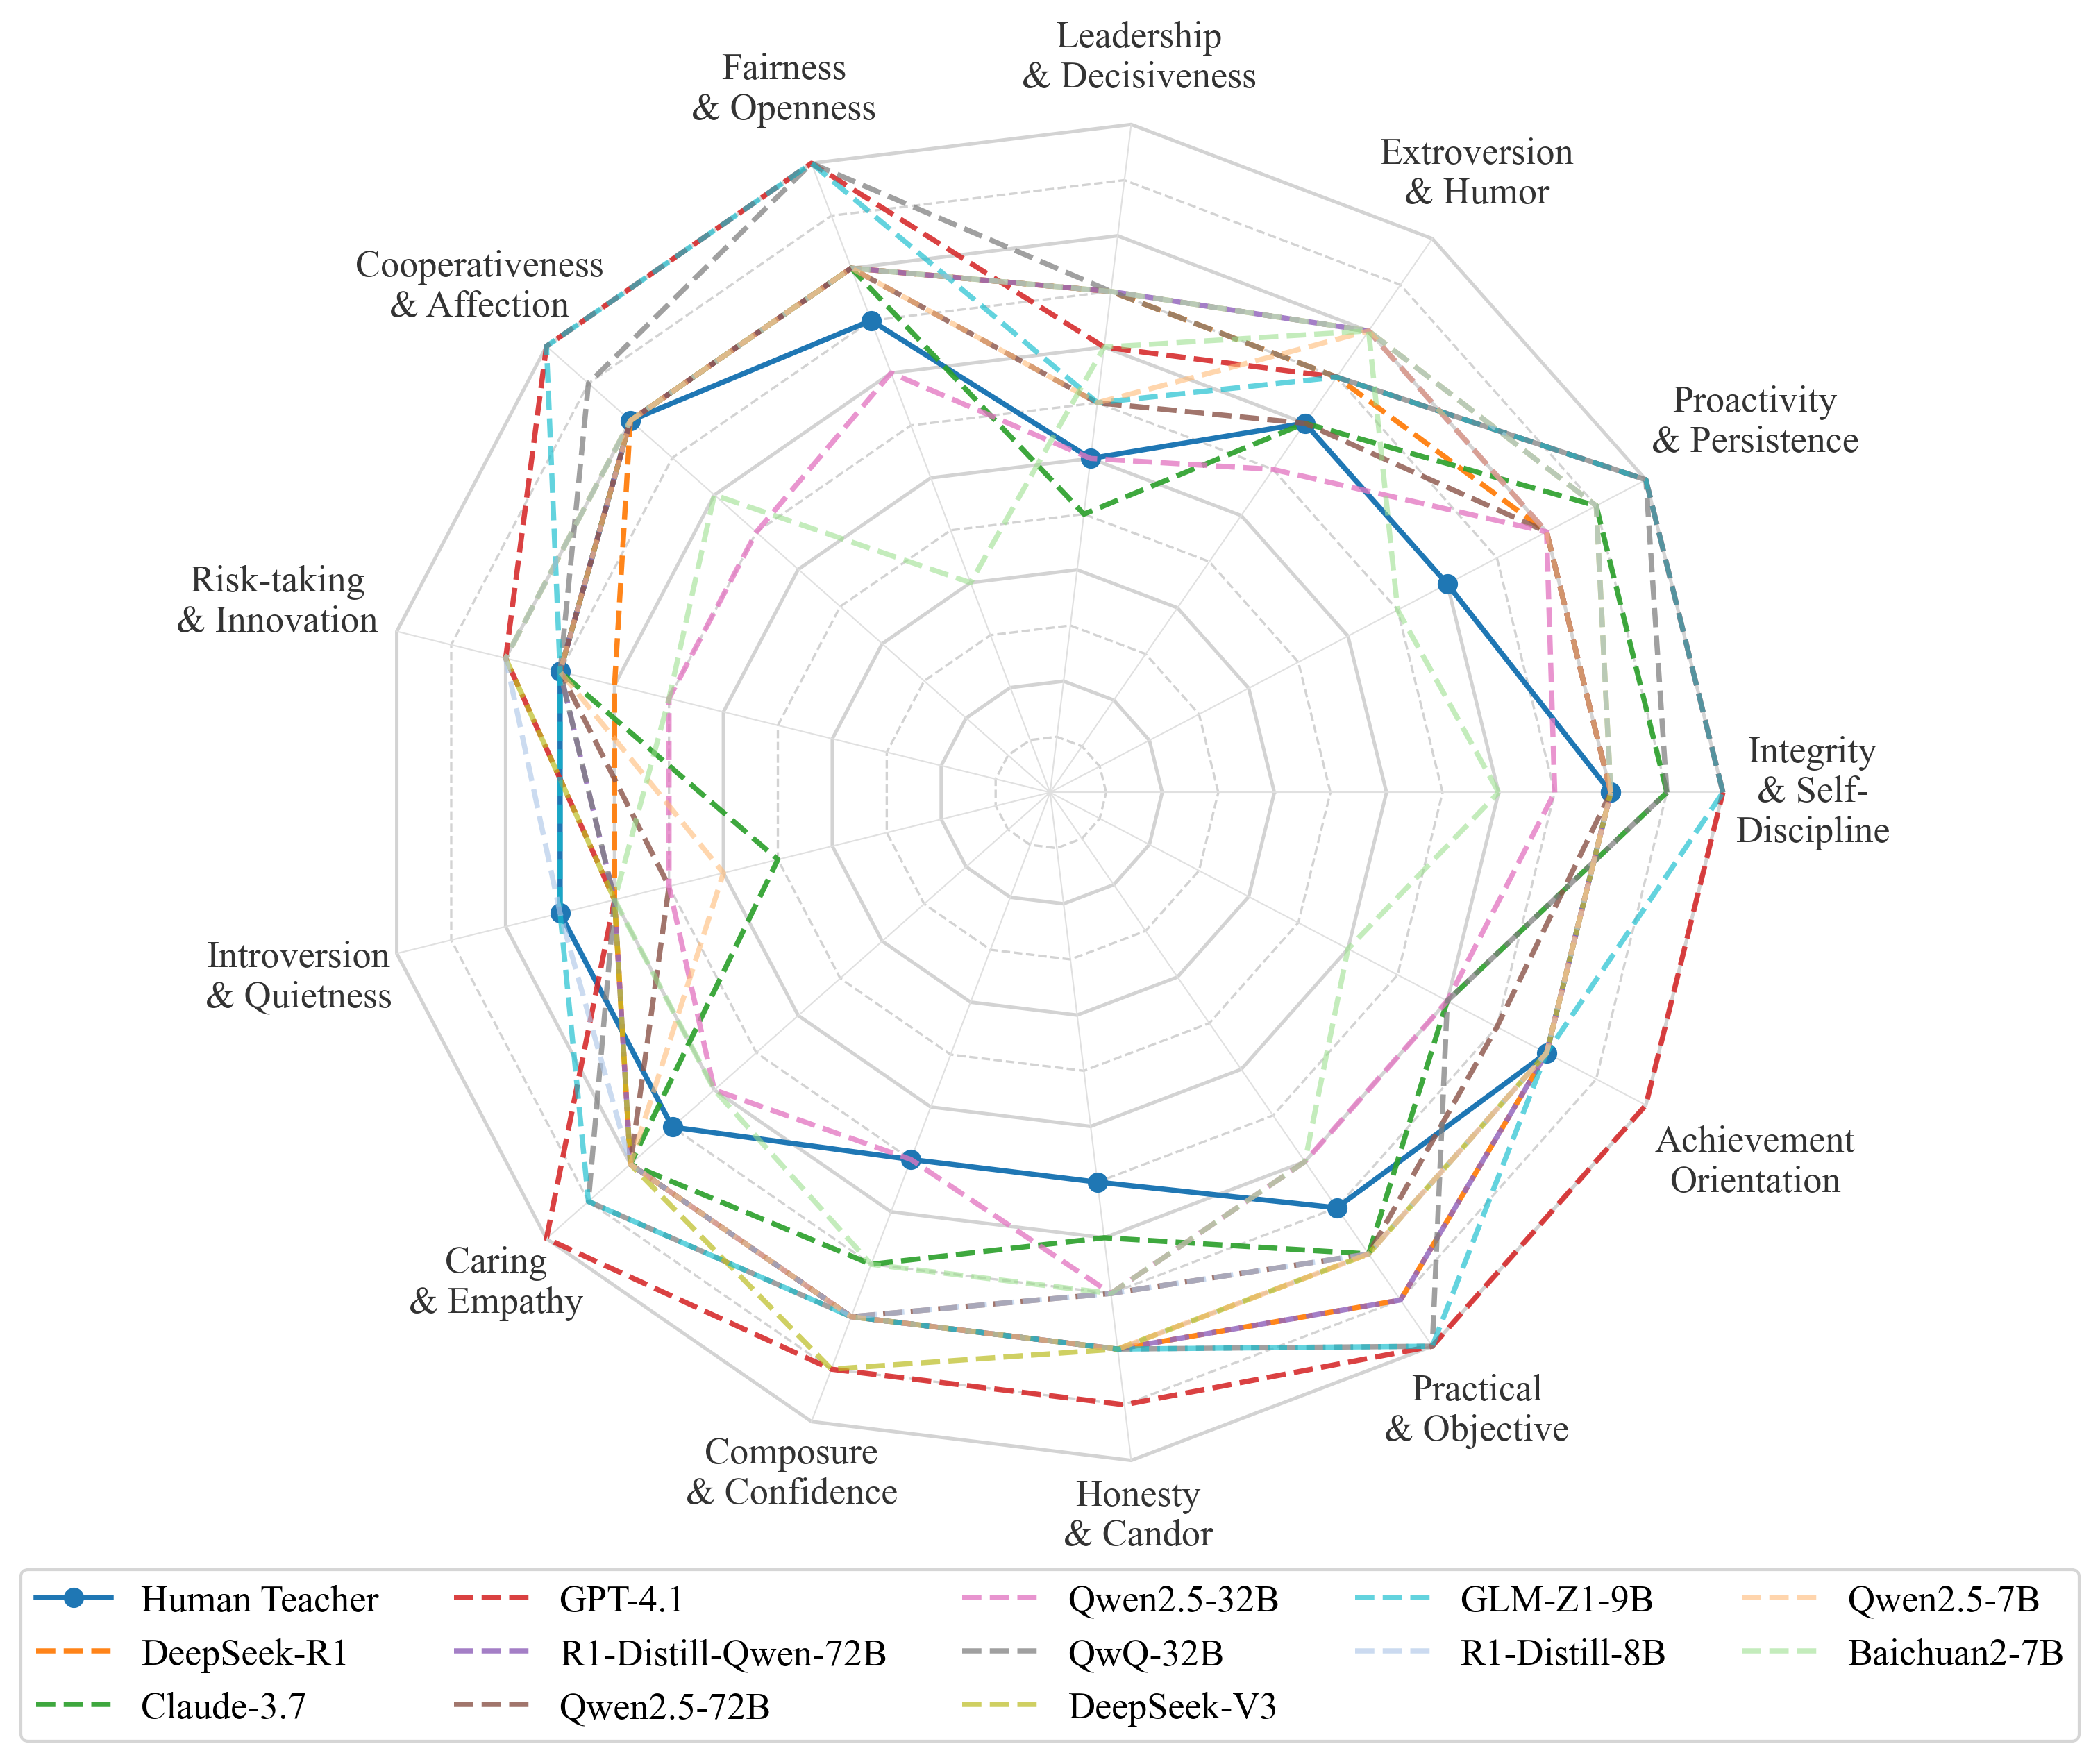 Leadership
& Decisiveness
Fairness
& Openness
Extroversion
& Humor
Cooperativeness
& Affection
Proactivity
& Persistence
Risk-taking
& Innovation
Integrity
& Self-
Discipline
Introversion
& Quietness
Achievement
Orientation
Caring
& Empathy
Practical
& Objective
Composure
& Confidence
Honesty
& Candor
Human Teacher
DeepSeek-R1
Claude-3.7
GPT-4.1
R1-Distill-Qwen-72B
Qwen2.5-72B
Qwen2.5-32B
QwQ-32B
DeepSeek-V3
GLM-Z1-9B
R1-Distill-8B
Qwen2.5-7B
Baichuan2-7B